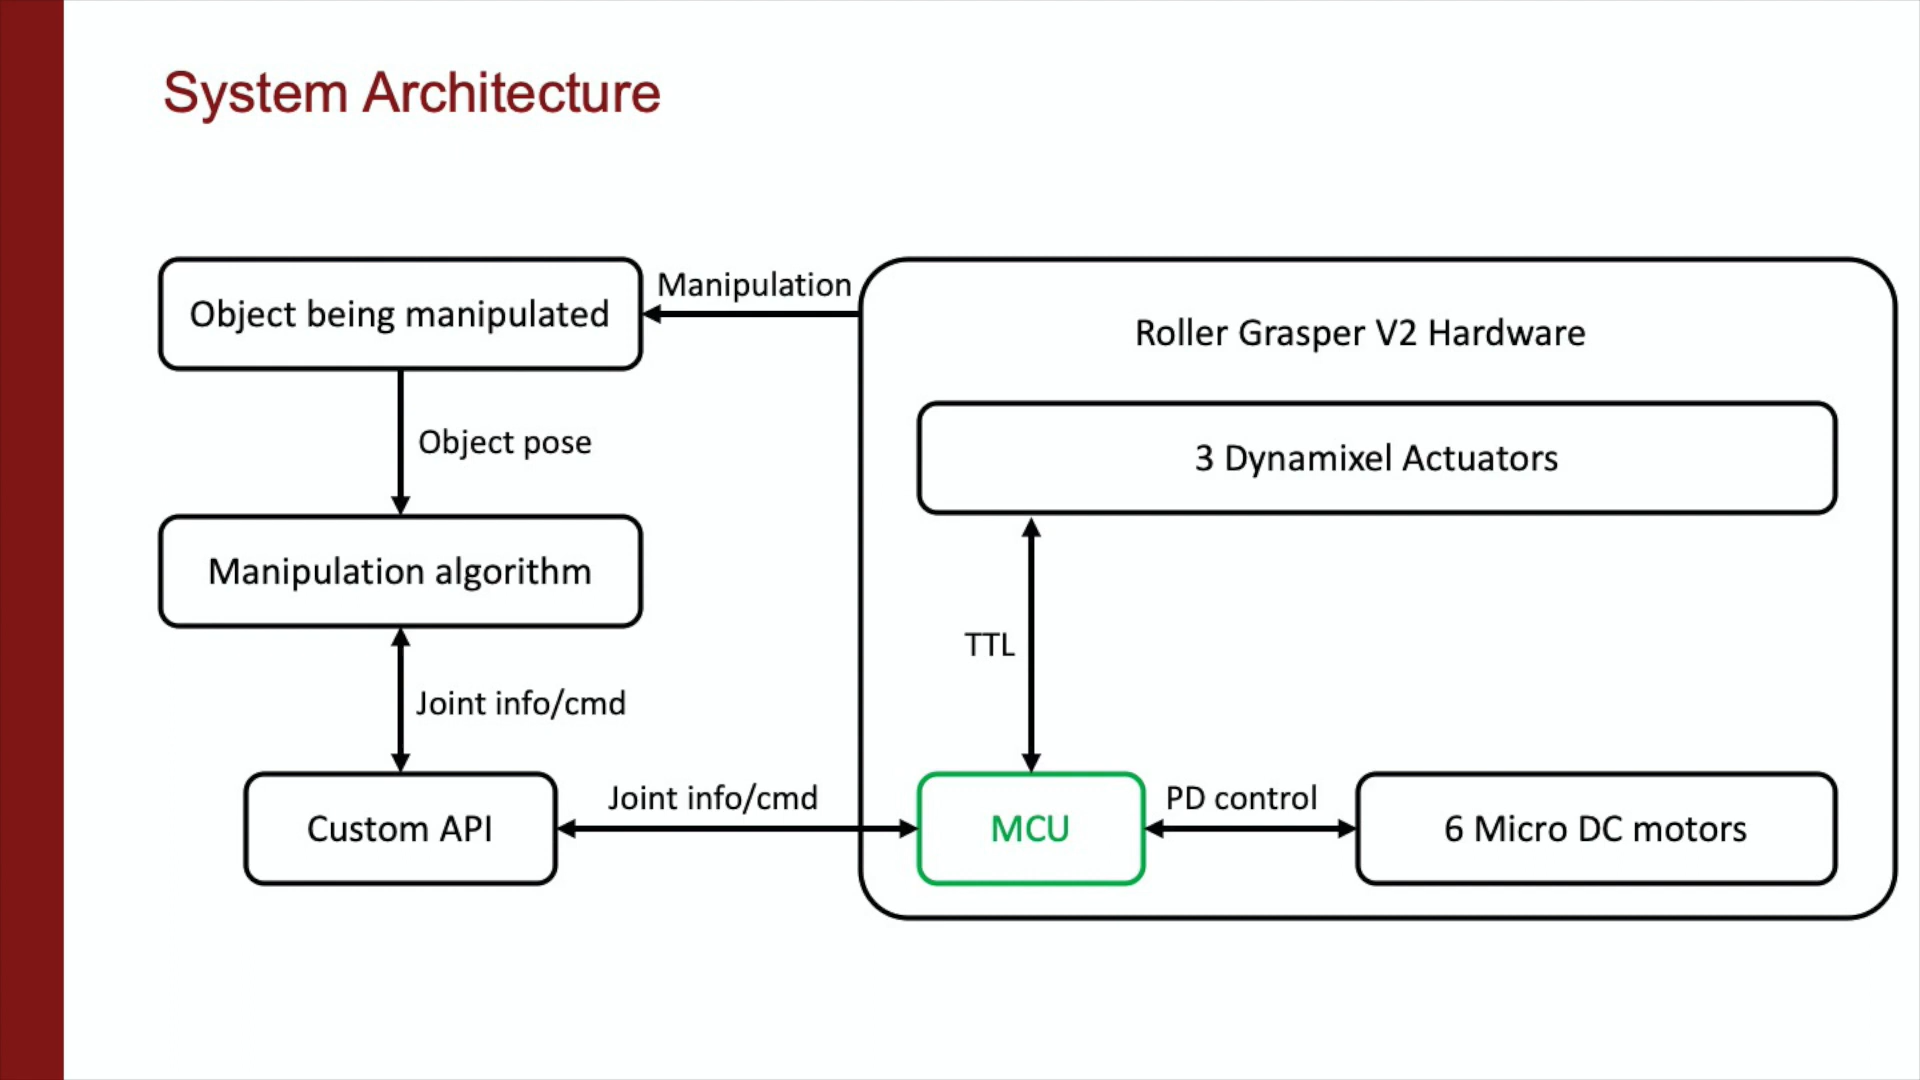 System Architecture
Object being manipulated
Manipulation
Roller Grasper V2 Hardware
3 Dynamixel Actuators
Object pose
Manipulation algorithm
TTL
Joint info/cmd
Custom API
Joint info/cmd
MCU
PD control
6 Micro DC motors